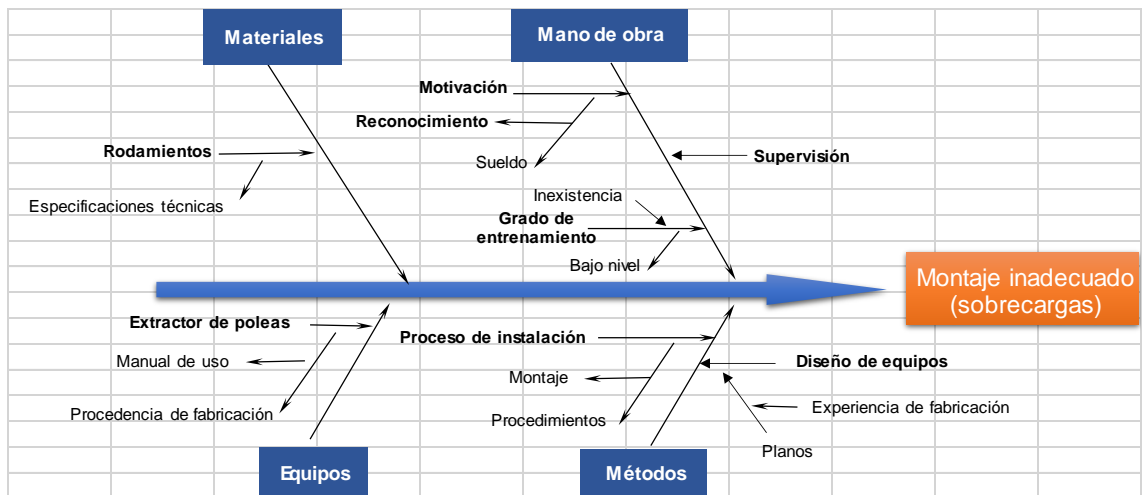 Materiales
Mano de obra
Motivación
Reconocimiento
Sueldo
Rodamientos
Especificaciones técnicas
Supervisión
Inexistencia
Grado de
entrenamiento
Bajo nivel
Montaje inadecuado
(sobrecargas)
Extractor de poleas
Manual de uso
Procedencia de fabricación
Proceso de instalación
Montaje
Procedimientos
Diseño de equipos
Experiencia de fabricación
Planos
Equipos
Métodos